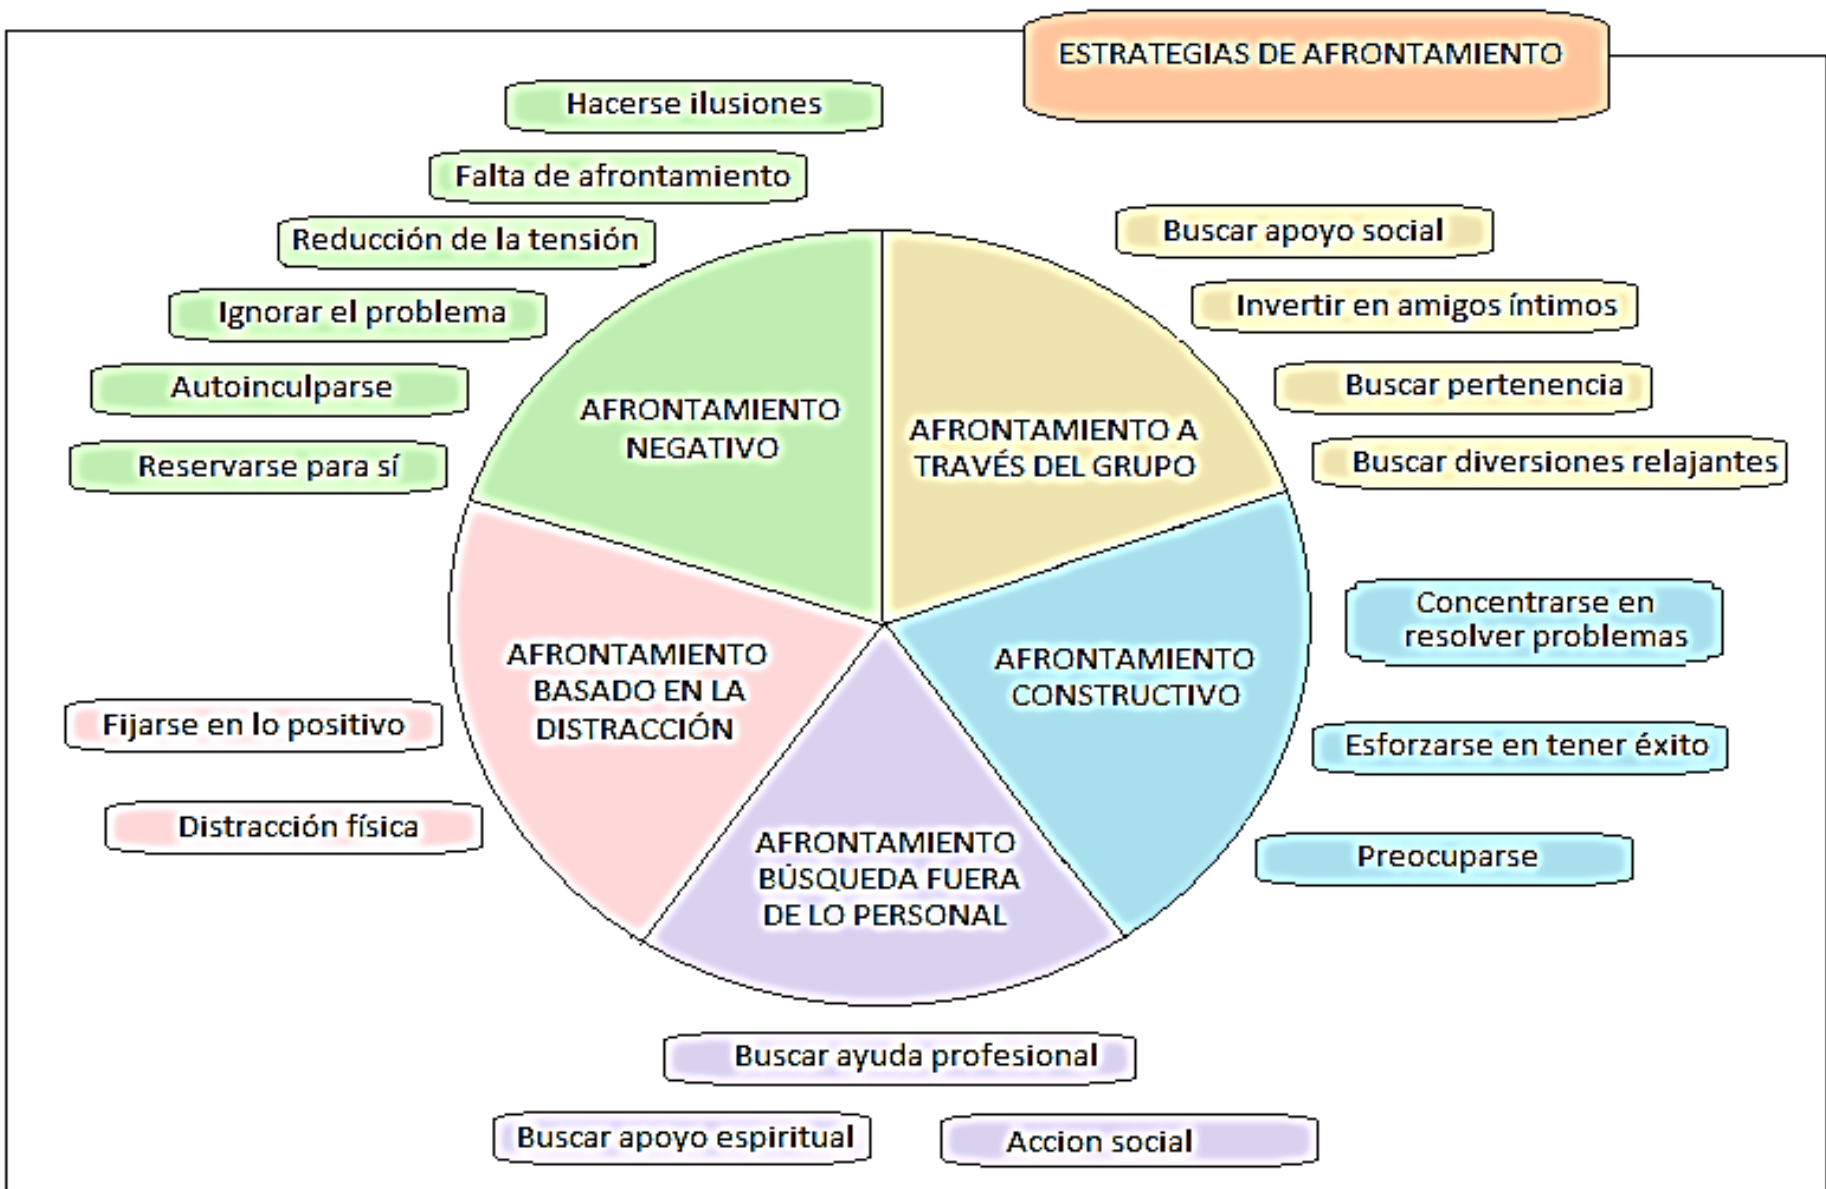 ESTRATEGIAS DE AFRONTAMIENTO
Hacerse ilusiones
Falta de afrontamiento
Reducción de la tensión
Ignorar el problema
Autoinculparse
Reservarse para sí
AFRONTAMIENTO
NEGATIVO
Buscar apoyo social
Invertir en amigos íntimos
Buscar pertenencia
Buscar diversiones relajantes
AFRONTAMIENTO A
TRAVÉS DEL GRUPO
AFRONTAMIENTO
BASADO EN LA
DISTRACCIÓN
Fijarse en lo positivo
Distracción física
AFRONTAMIENTO
CONSTRUCTIVO
Concentrarse en
resolver problemas
Esforzarse en tener éxito
Preocuparse
AFRONTAMIENTO
BÚSQUEDA FUERA
DE LO PERSONAL
Buscar ayuda profesional
Buscar apoyo espiritual
Accion social